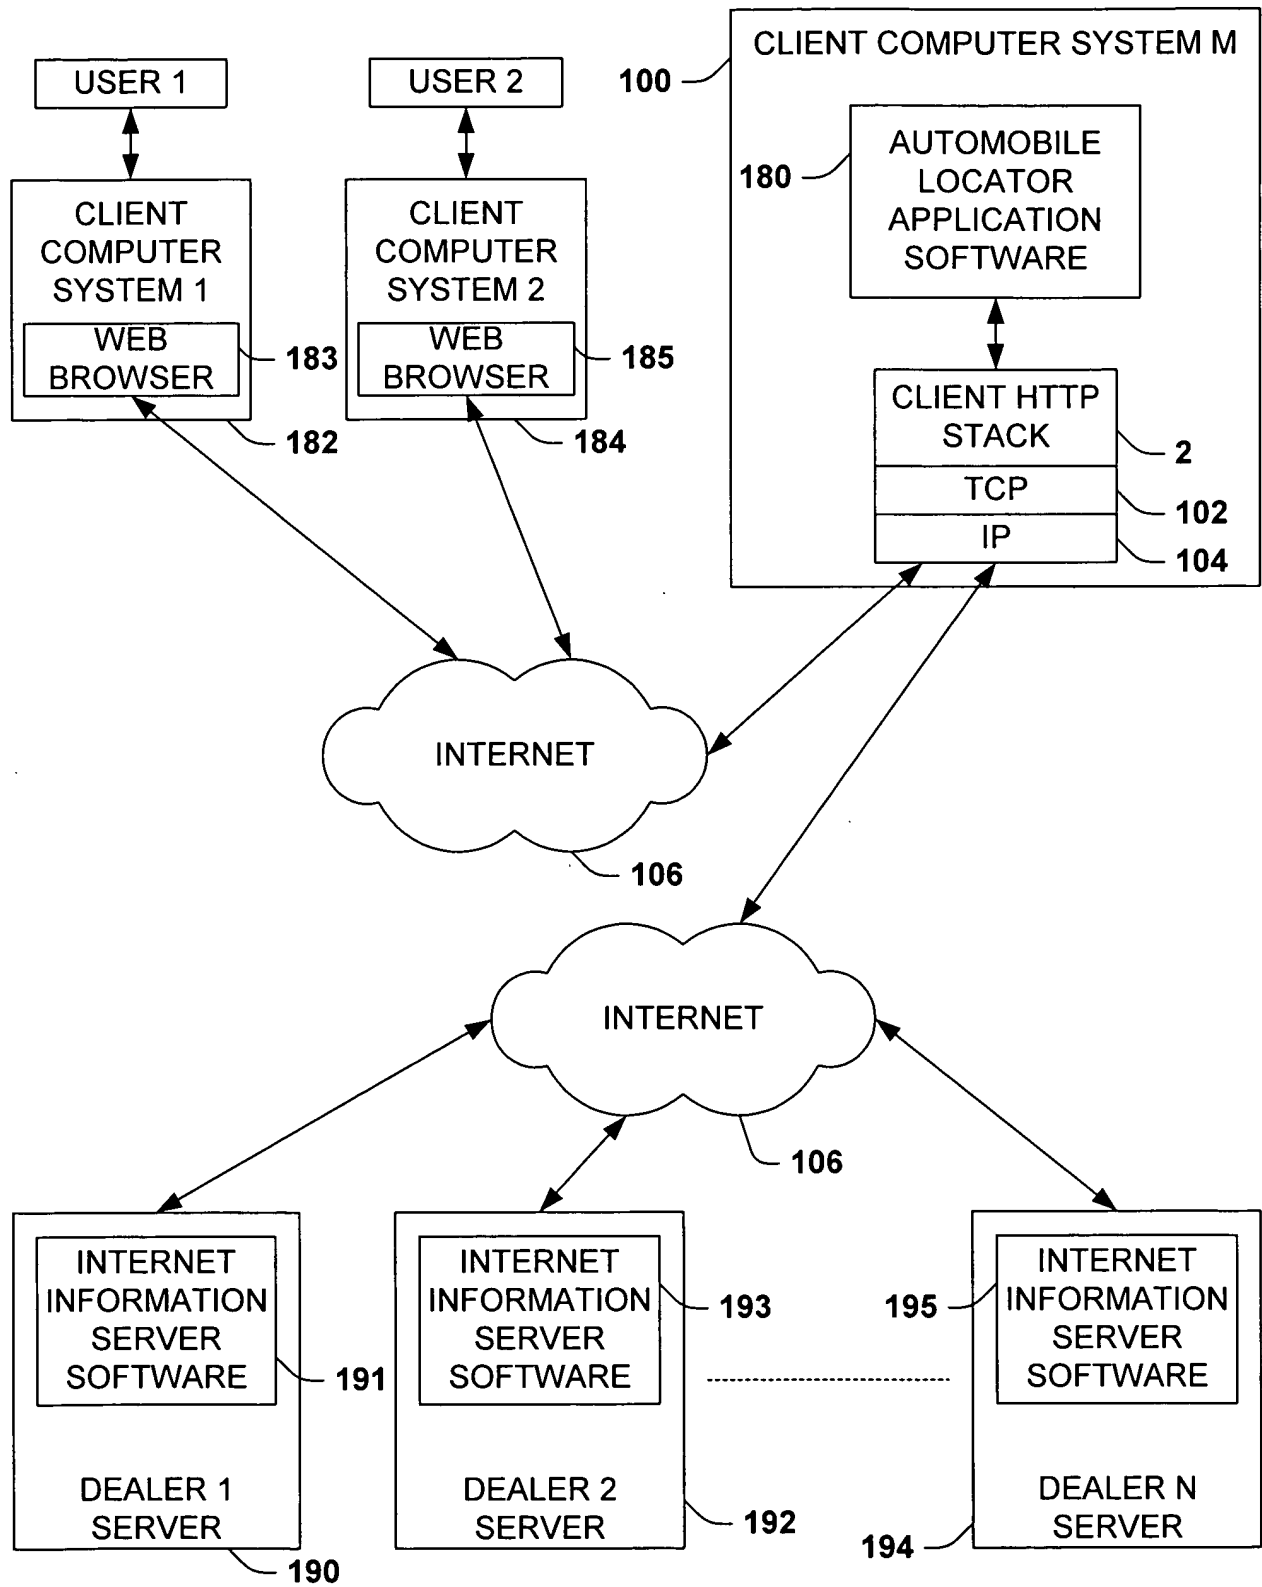 CLIENT COMPUTER SYSTEM M
100
USER 1
USER 2
AUTOMOBILE
LOCATOR
APPLICATION
SOFTWARE
180
CLIENT
COMPUTER
SYSTEM 1
WEB
BROWSER
183
182
CLIENT
COMPUTER
SYSTEM 2
WEB
BROWSER
185
184
CLIENT HTTP
STACK
2
TCP
102
IP
104
INTERNET
106
INTERNET
106
INTERNET
INFORMATION
SERVER
SOFTWARE
191
DEALER 1
SERVER
190
INTERNET
INFORMATION
SERVER
SOFTWARE
193
DEALER 2
SERVER
192
INTERNET
INFORMATION
SERVER
SOFTWARE
195
DEALER N
SERVER
194